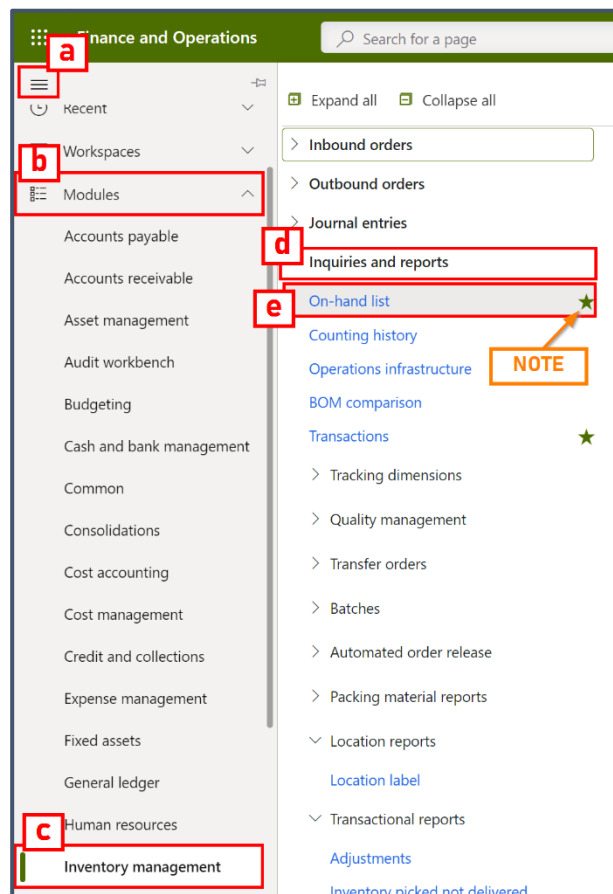 Finance and Operations
Search for a page
a
Recent
Workspaces
b
Modules
Accounts payable
Accounts receivable
Asset management
Audit workbench
Budgeting
Cash and bank management
Common
Consolidations
Cost accounting
Cost management
Credit and collections
Expense management
Fixed assets
General ledger
Human resources
c
Inventory management
Expand all
Collapse all
Inbound orders
Outbound orders
Journal entries
d
Inquiries and reports
e
On-hand list
Counting history
NOTE
Operations infrastructure
BOM comparison
Transactions
Tracking dimensions
Quality management
Transfer orders
Batches
Automated order release
Packing material reports
Location reports
Location label
Transactional reports
Adjustments
Inventory picked not delivered